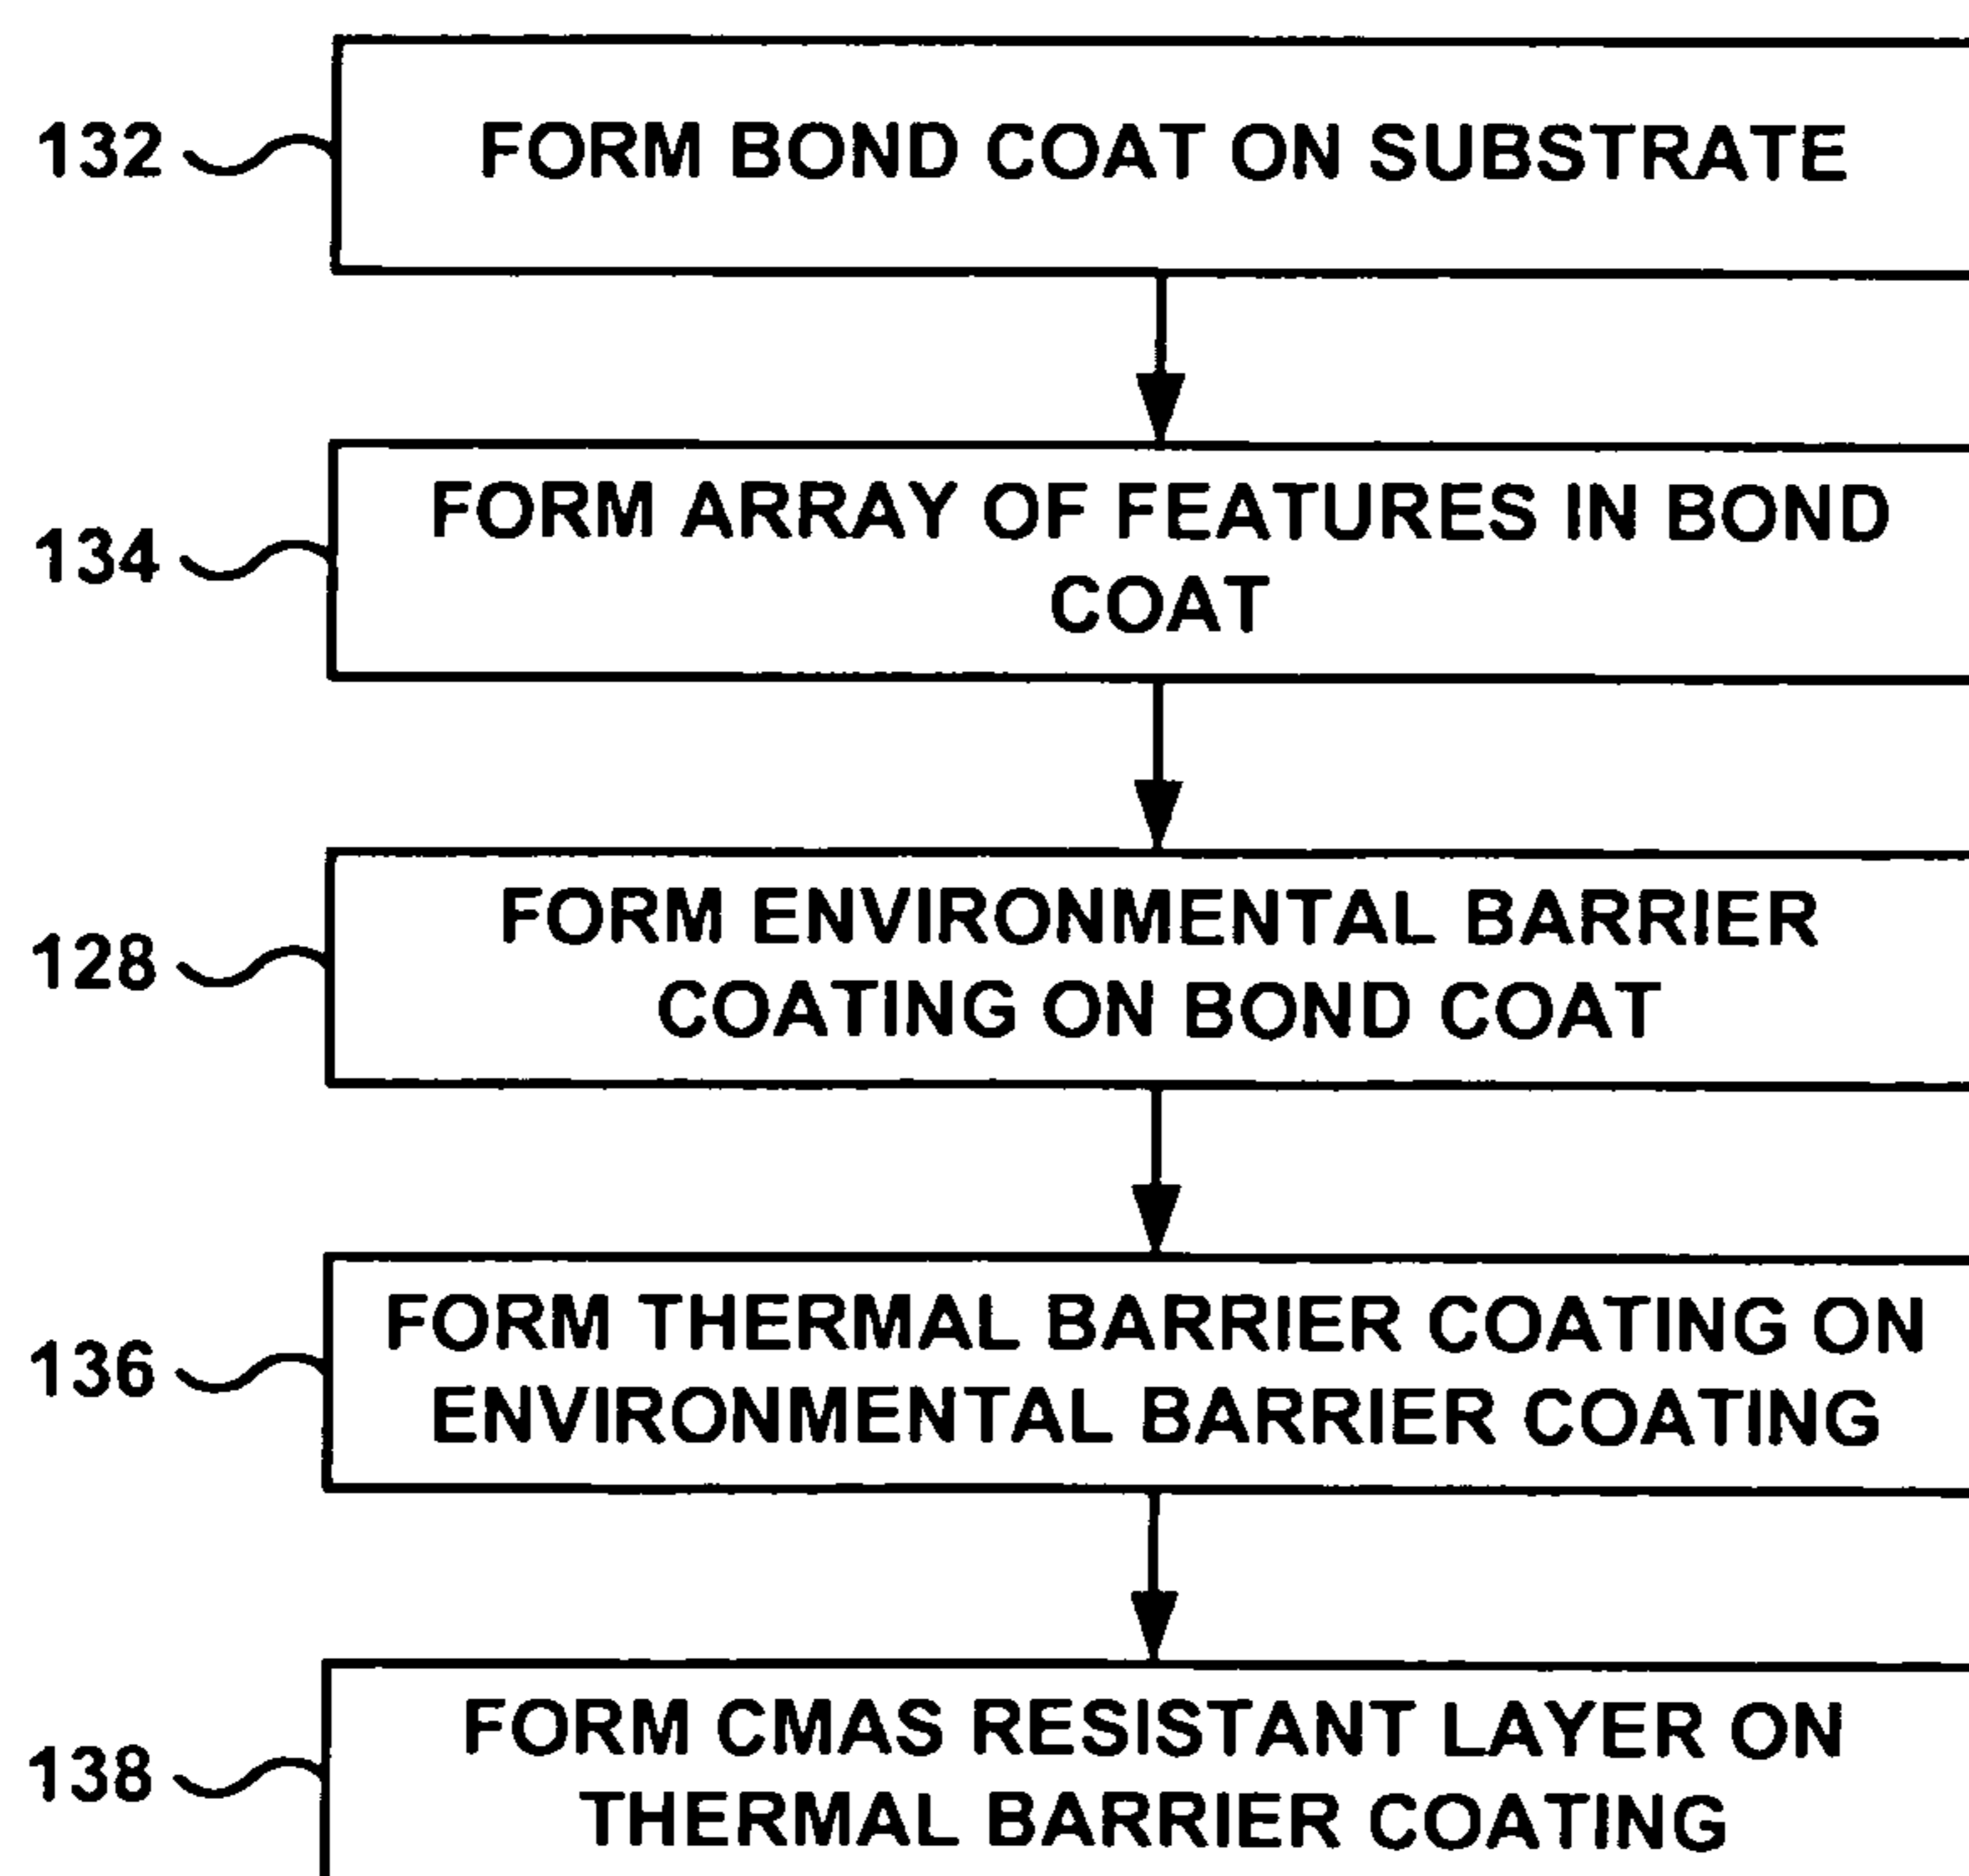 132 FORM BOND COAT ON SUBSTRATE
134 FORM ARRAY OF FEATURES IN BOND
COAT
128 FORM ENVIRONMENTAL BARRIER
COATING ON BOND COAT
136 FORM THERMAL BARRIER COATING ON
ENVIRONMENTAL BARRIER COATING
138 FORM CMAS RESISTANT LAYER ON
THERMAL BARRIER COATING